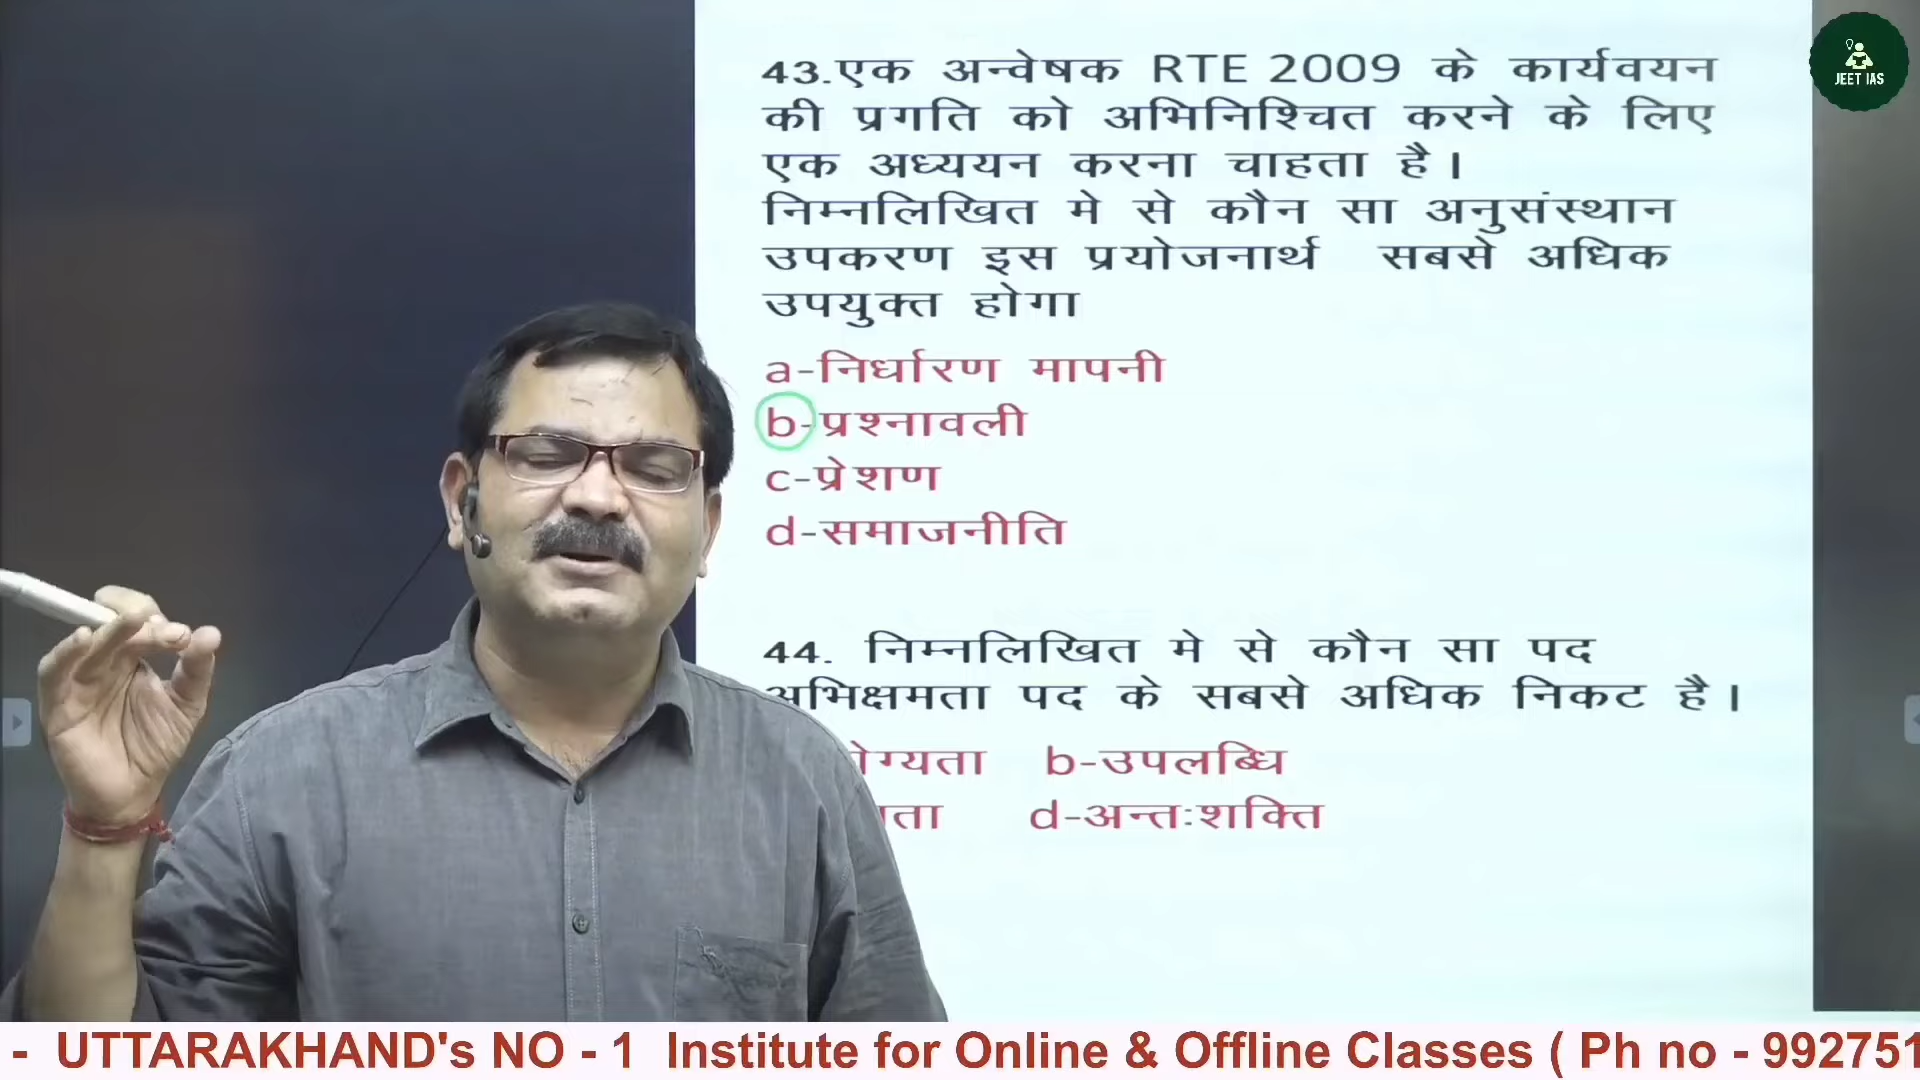 JEET IAS
43.एक अन्वेषक RTE 2009 के कार्यवयन
की प्रगति को अभिनिश्चित करने के लिए
एक अध्ययन करना चाहता है।
निम्नलिखित मे से कौन सा अनुसंस्थान
उपकरण इस प्रयोजनार्थ सबसे अधिक
उपयुक्त होगा
a-निर्धारण मापनी
b-प्रश्नावली
c-प्रेशण
d-समाजनीति
44. निम्नलिखित मे से कौन सा पद
अभिक्षमता पद के सबसे अधिक निकट है।
b-उपलब्धि
d-अन्तःशक्ति
- UTTARAKHAND's NO - 1 Institute for Online & Offline Classes ( Ph no - 992751